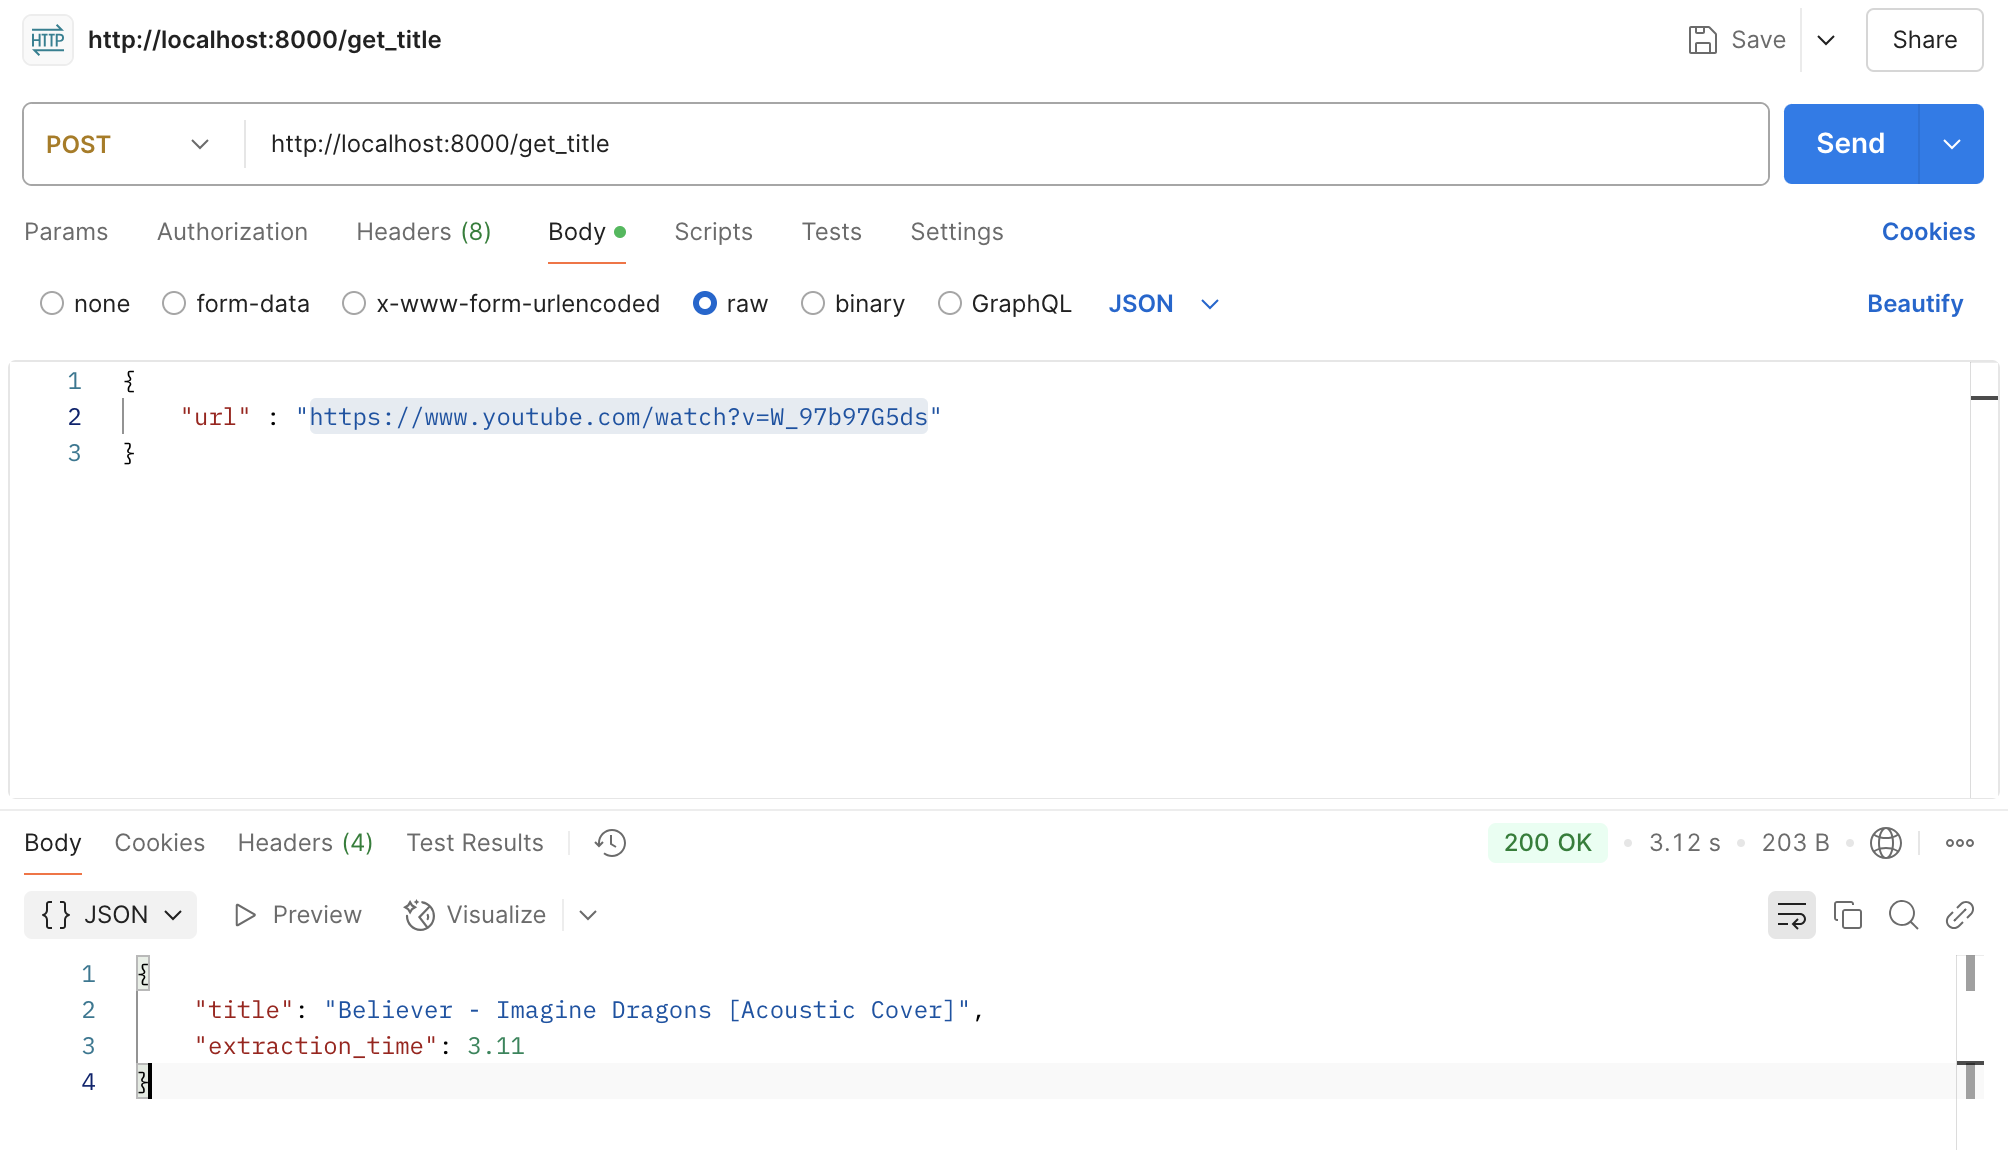 HTTP http://localhost:8000/get_title Save Share
POST http://localhost:8000/get_title Send
Params Authorization Headers (8) Body Scripts Tests Settings Cookies
none form-data x-www-form-urlencoded raw binary GraphQL JSON Beautify
1 {
2 "url" : "https://www.youtube.com/watch?v=W_97b97G5ds"
3 }
Body Cookies Headers (4) Test Results 200 OK • 3.12 s • 203 B •
{} JSON Preview Visualize
1 {
2 "title": "Believer - Imagine Dragons [Acoustic Cover]",
3 "extraction_time": 3.11
4 }